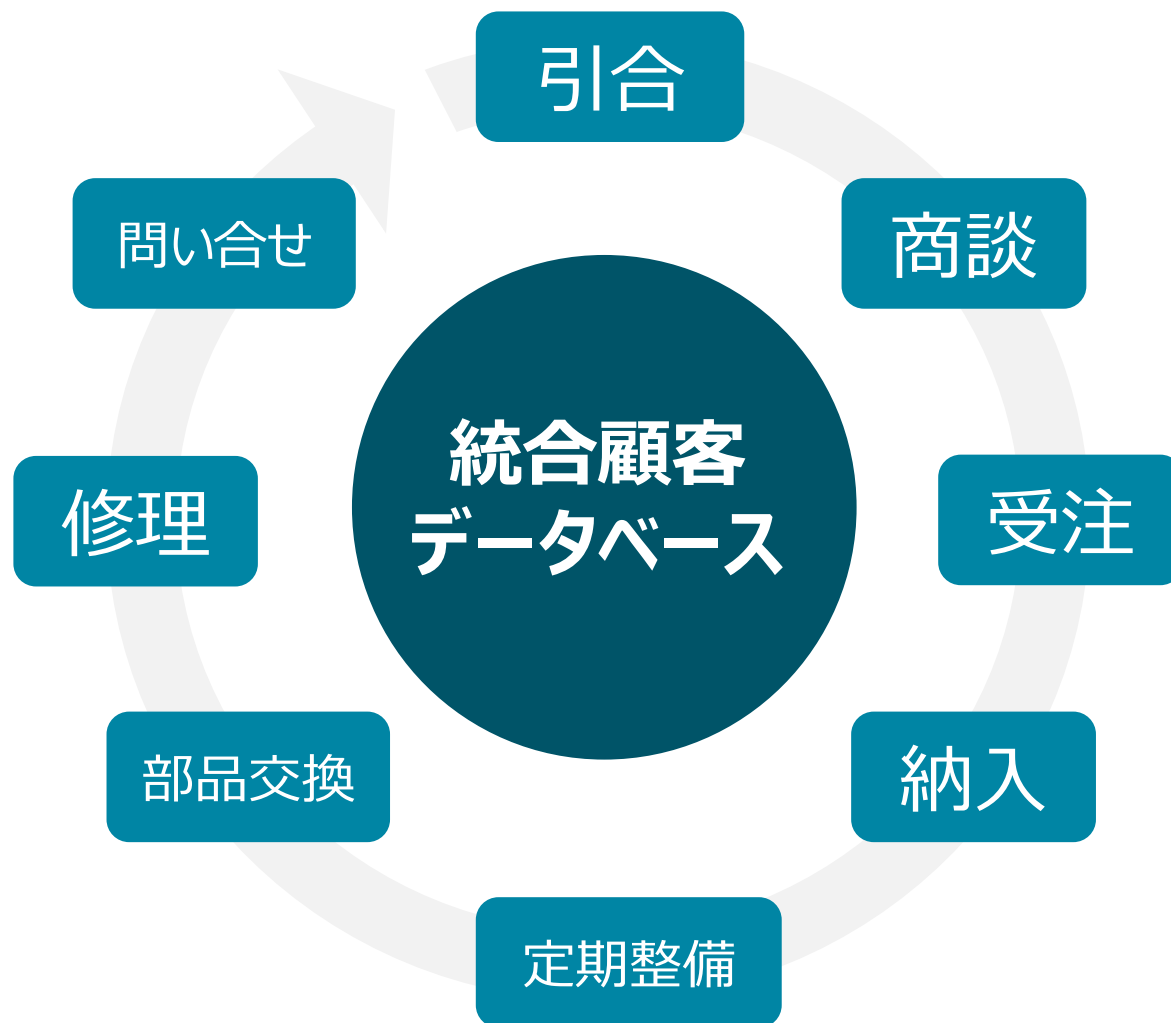 引合
商談
受注
納入
定期整備
部品交換
修理
問い合せ
統合顧客
データベース